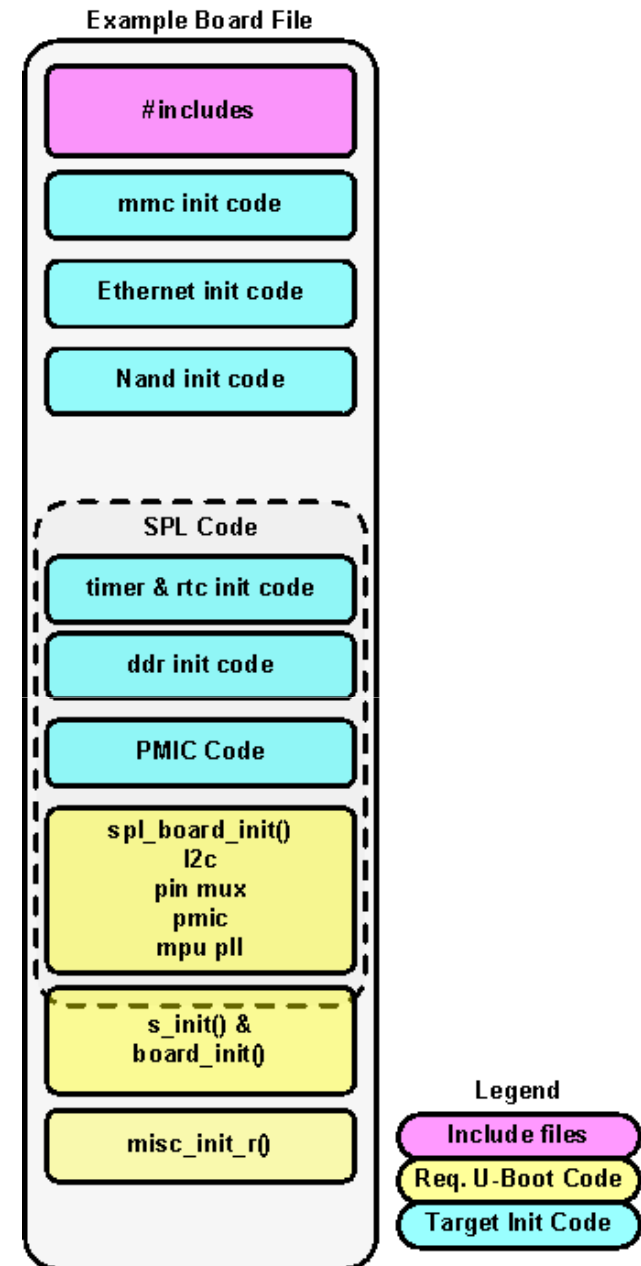 Example Board File
#includes
mmc init code
Ethernet init code
Nand init code
SPL Code
timer & rtc init code
ddr init code
PMIC Code
spl_board_init()
I2c
pin mux
pmic
mpu pll
s_init() &
board_init()
misc_init_r()
Legend
Include files
Req. U-Boot Code
Target Init Code